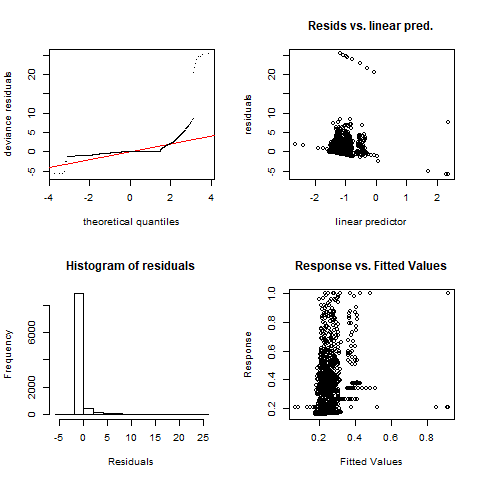 Resids vs. linear pred.
deviance residuals
-5 0 5 10 20
-4 -2 0 2 4
theoretical quantiles
residuals
-5 0 5 10 20
-2 -1 0 1 2
linear predictor
Histogram of residuals
Frequency
0 2000 6000
-5 0 5 10 15 20 25
Residuals
Response vs. Fitted Values
Response
0.2 0.4 0.6 0.8 1.0
0.2 0.4 0.6 0.8
Fitted Values